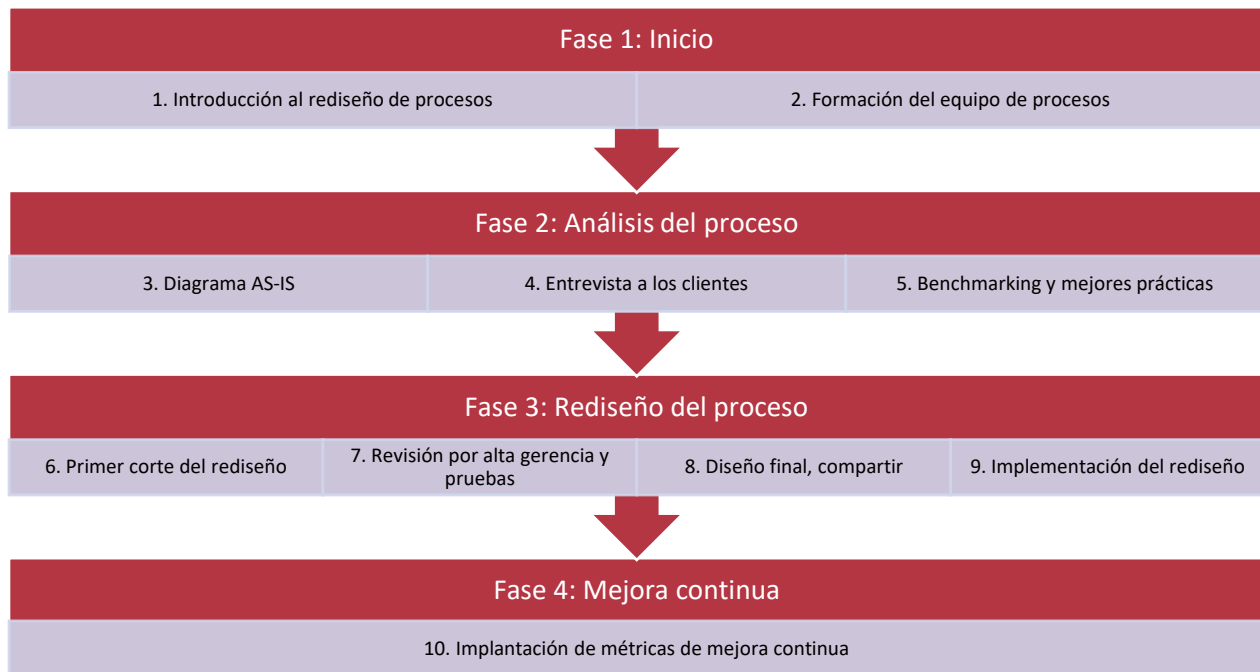 Fase 1: Inicio
1. Introducción al rediseño de procesos
2. Formación del equipo de procesos
Fase 2: Análisis del proceso
3. Diagrama AS-IS
4. Entrevista a los clientes
5. Benchmarking y mejores prácticas
Fase 3: Rediseño del proceso
6. Primer corte del rediseño
7. Revisión por alta gerencia y
pruebas
8. Diseño final, compartir
9. Implementación del rediseño
Fase 4: Mejora continua
10. Implantación de métricas de mejora continua